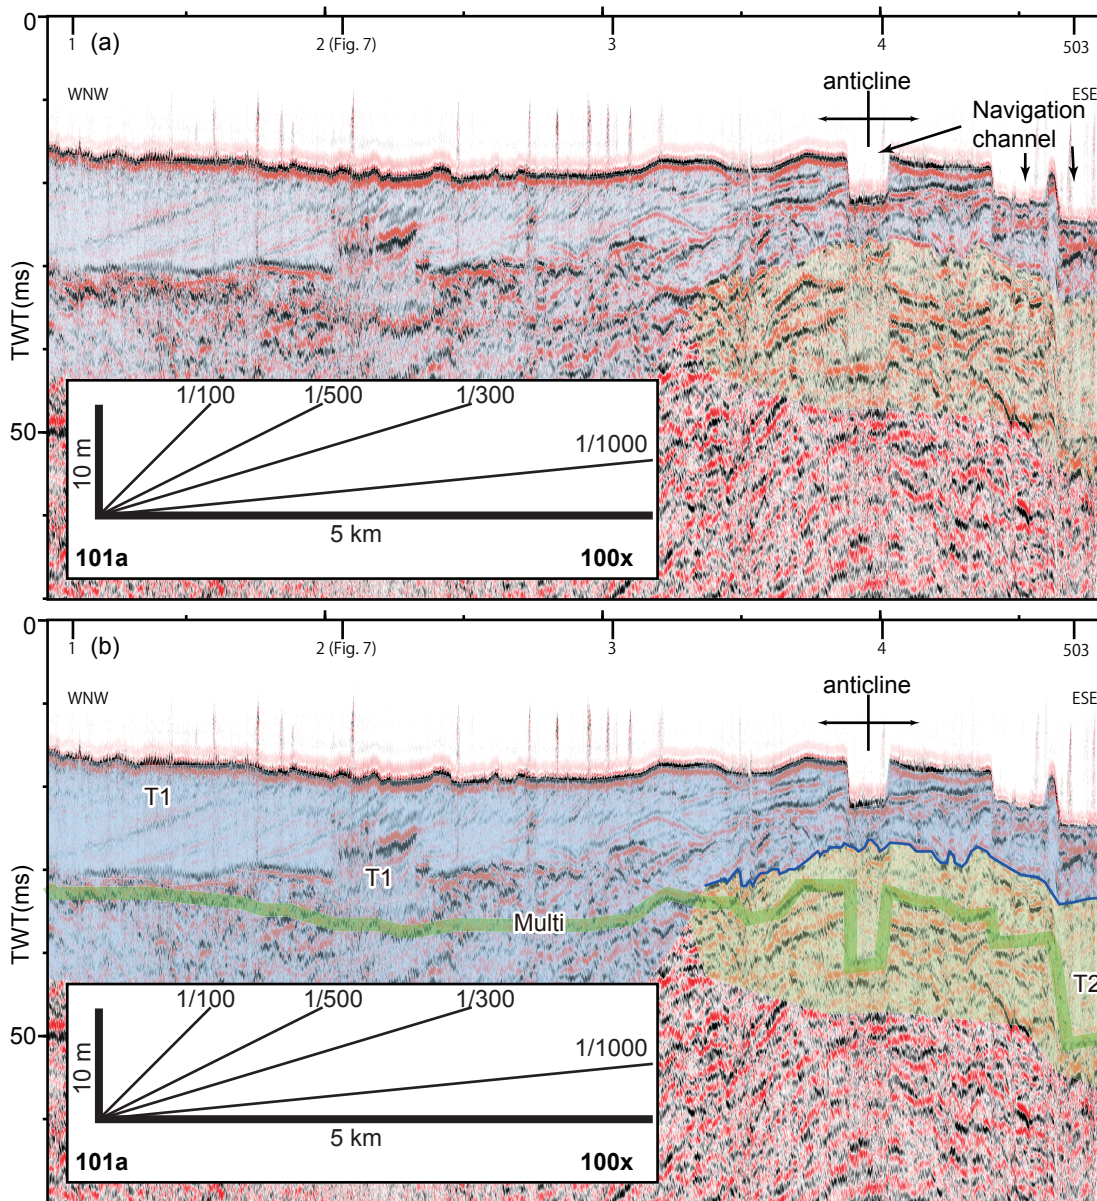 0
1 (a) 2 (Fig. 7) 3 4 503
WNW anticline ESE
Navigation
channel
TWT(ms)
50
1/100 1/500 1/300
1/1000
10 m
5 km
101a 100x
0
1 (b) 2 (Fig. 7) 3 4 503
WNW anticline ESE
T1
T1
Multi
TWT(ms)
T2
50
1/100 1/500 1/300
1/1000
10 m
5 km
101a 100x